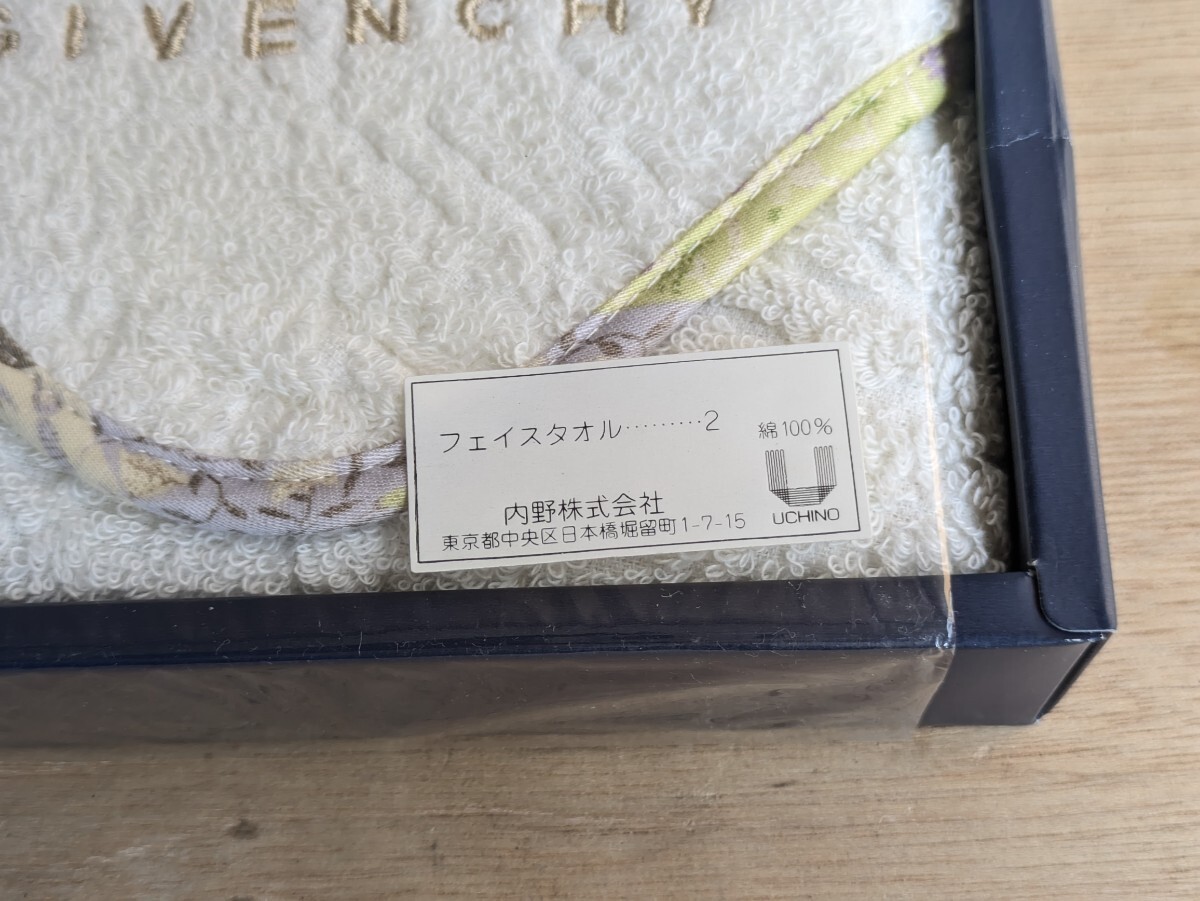 GIVENCHY
フェイスタオル………2
綿100%
内野株式会社
東京都中央区日本橋堀留町1-7-15
UCHINO